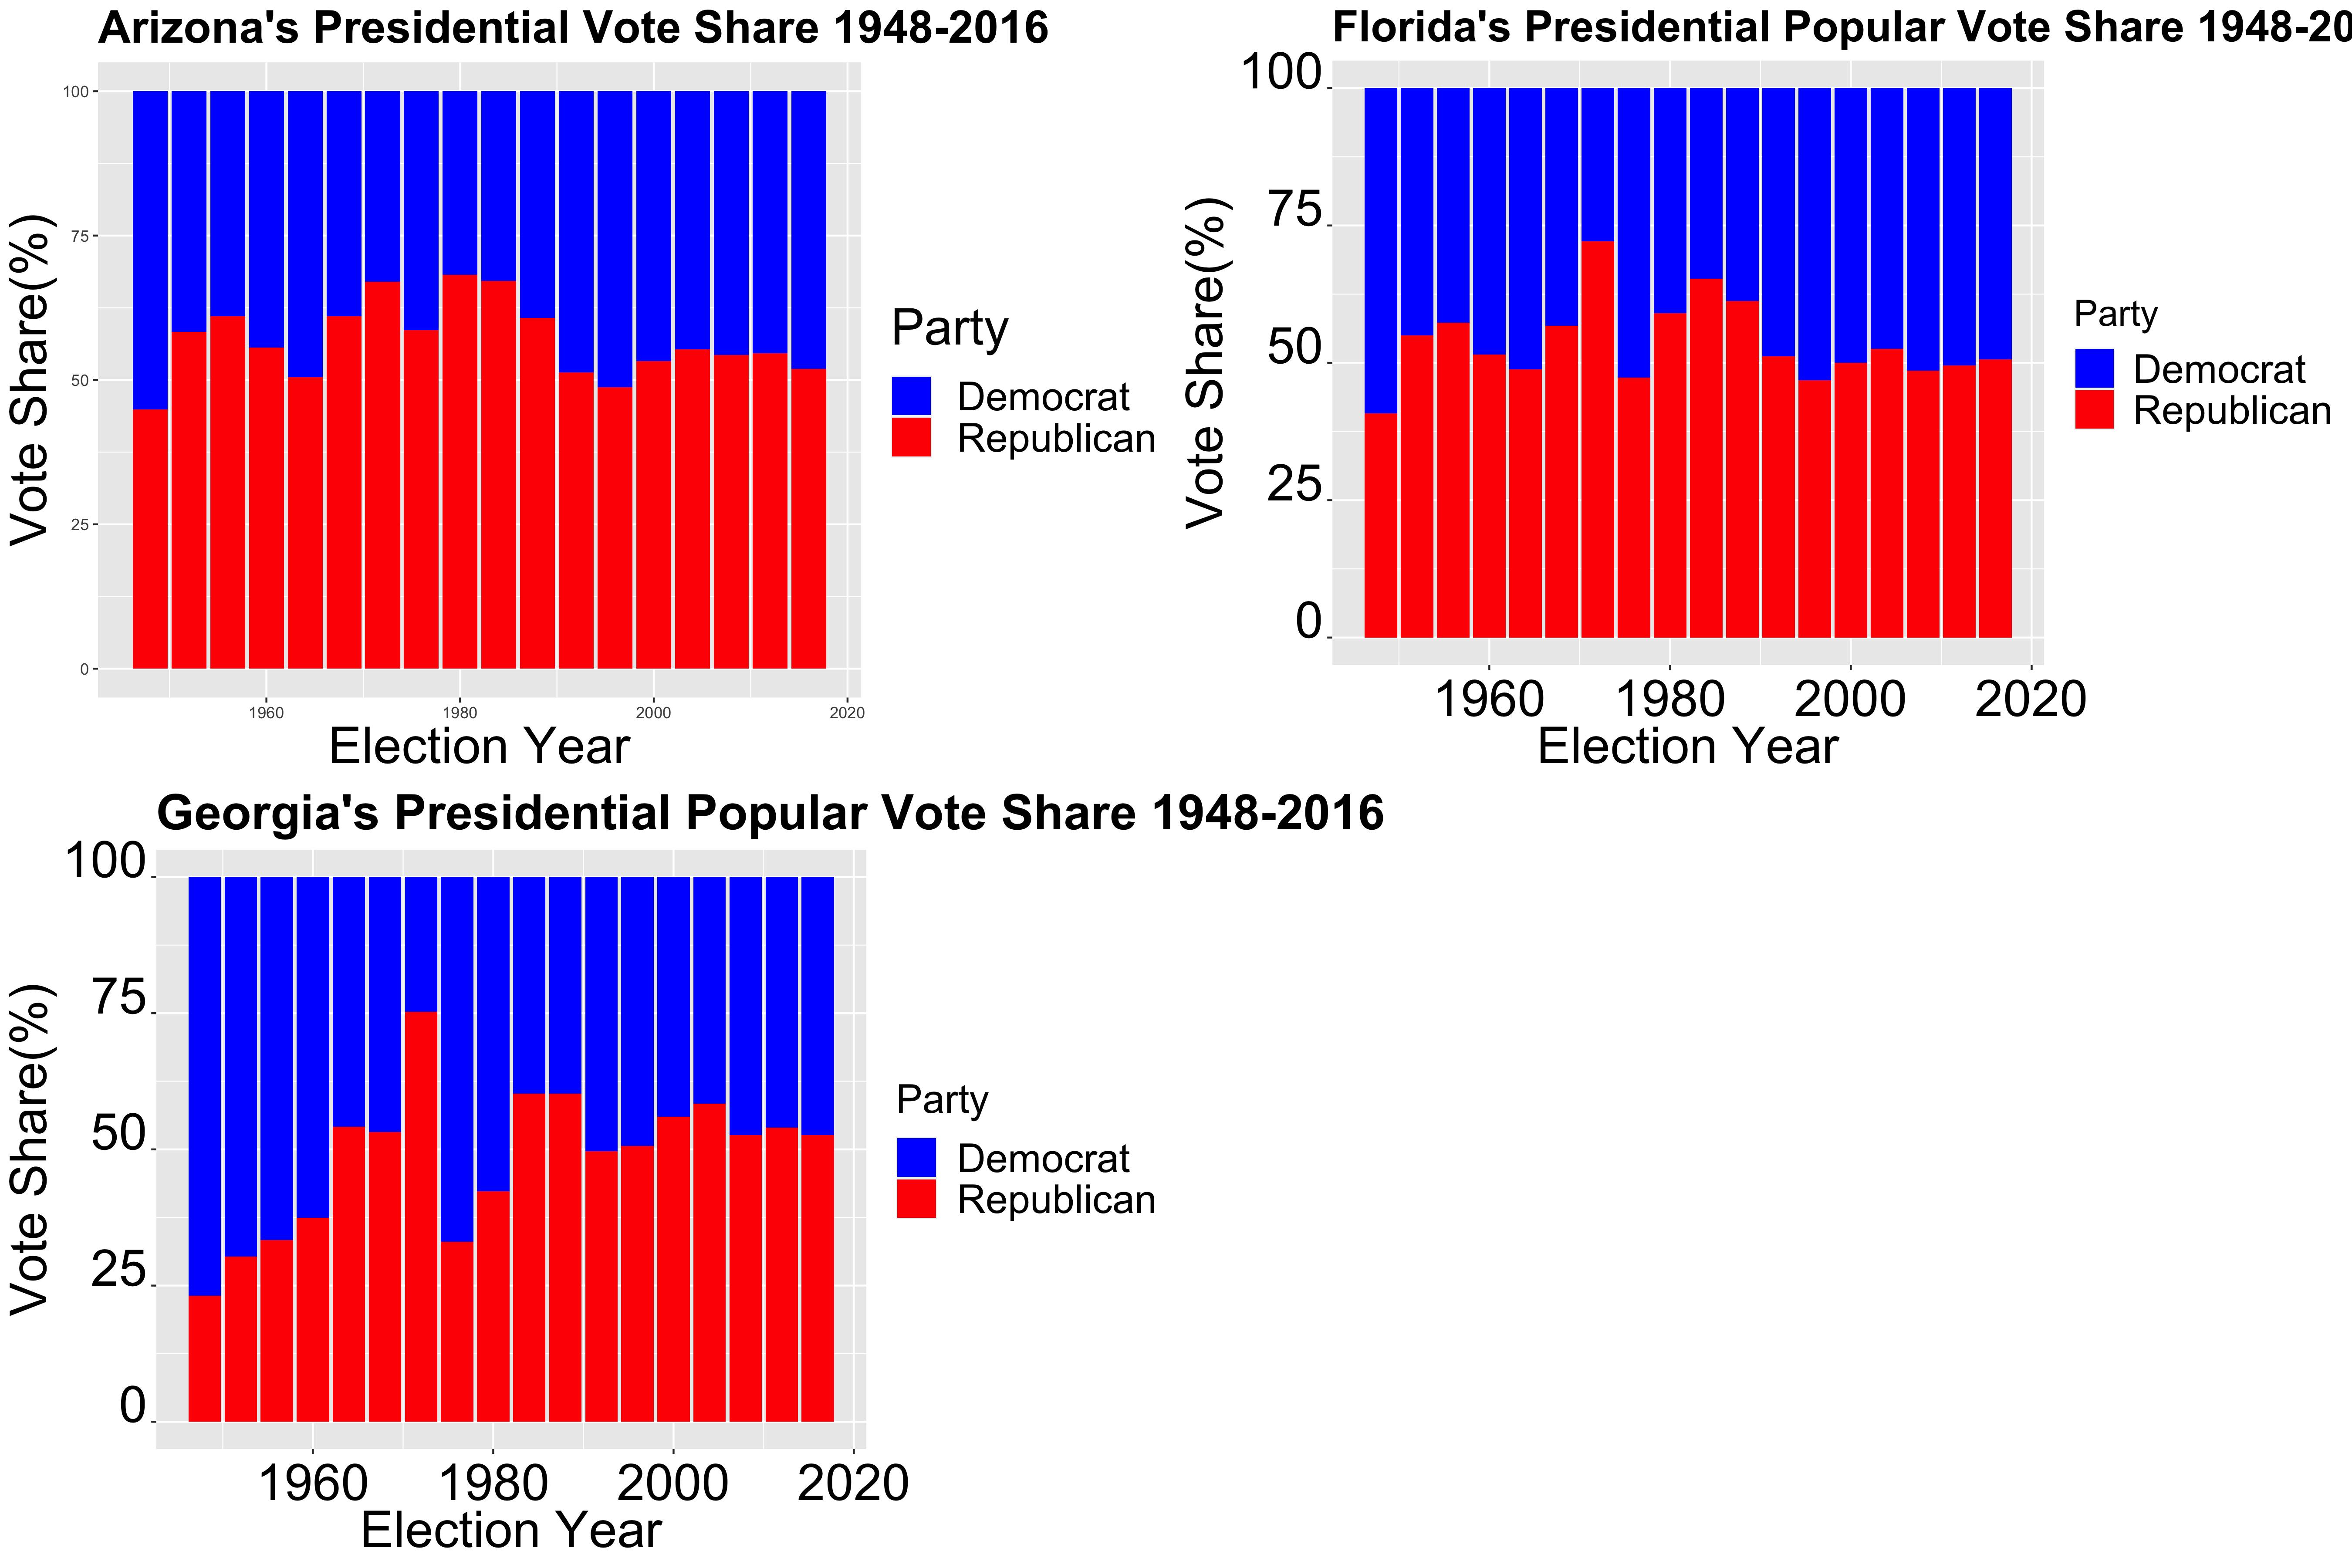 Arizona's Presidential Vote Share 1948-2016
100
75
50
25
0
Vote Share(%)
1960 1980 2000 2020
Election Year
Party
Democrat
Republican
Florida's Presidential Popular Vote Share 1948-20
100
75
50
25
0
Vote Share(%)
1960 1980 2000 2020
Election Year
Party
Democrat
Republican
Georgia's Presidential Popular Vote Share 1948-2016
100
75
50
25
0
Vote Share(%)
1960 1980 2000 2020
Election Year
Party
Democrat
Republican